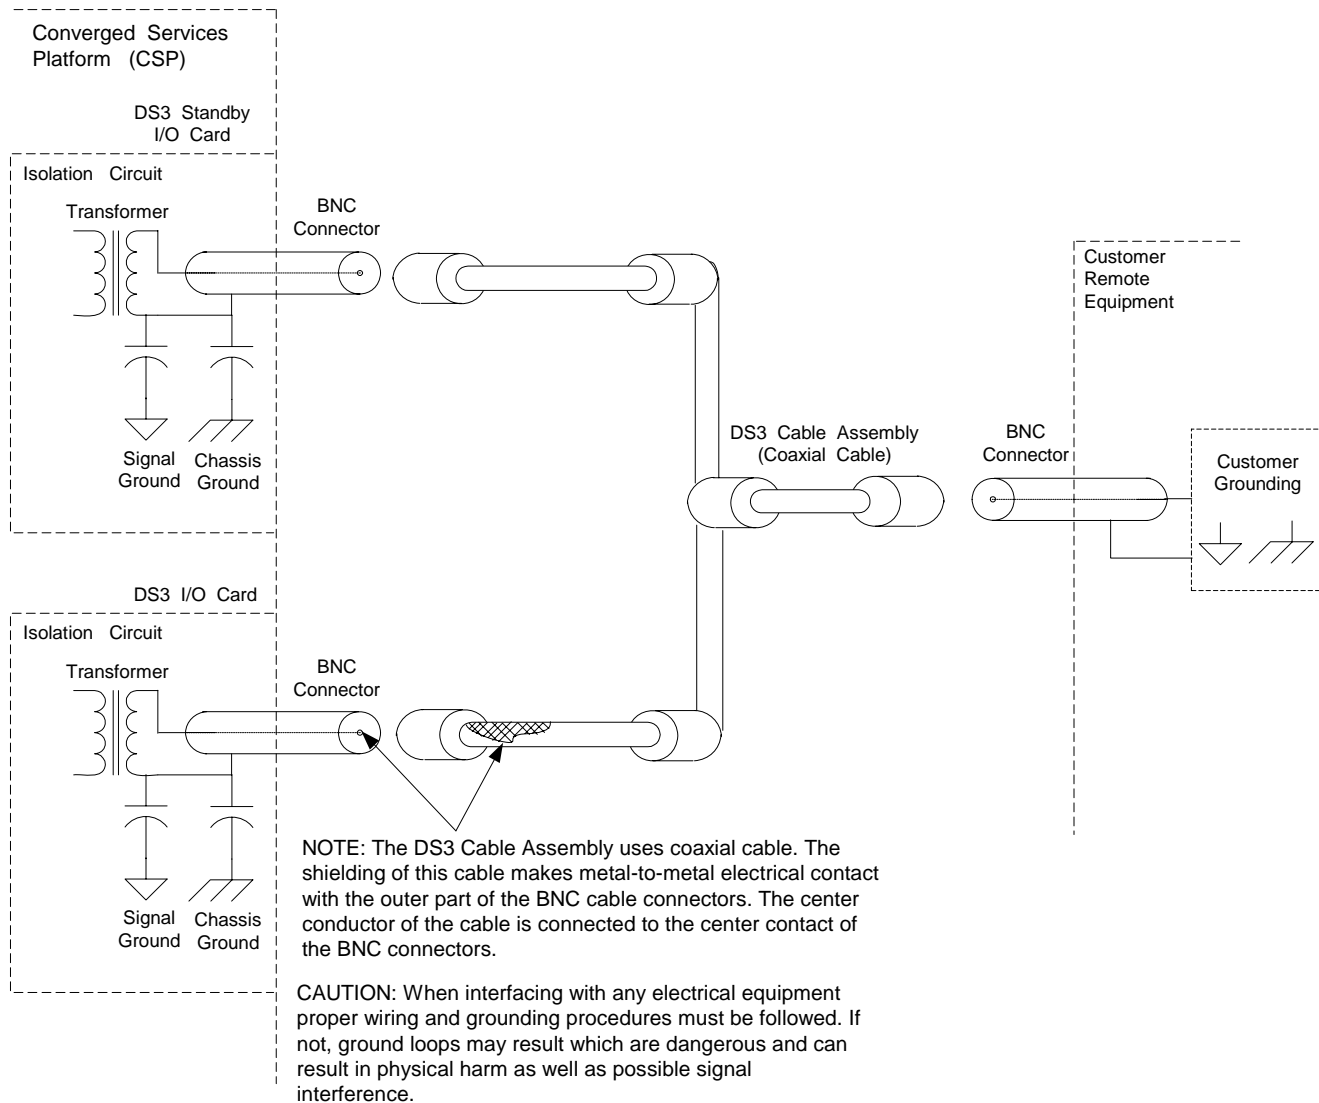 Converged Services
Platform (CSP)
DS3 Standby
I/O Card
Isolation Circuit
Transformer
BNC
Connector
Signal
Ground
Chassis
Ground
Customer
Remote
Equipment
DS3 Cable Assembly
(Coaxial Cable)
BNC
Connector
Customer
Grounding
DS3 I/O Card
Isolation Circuit
Transformer
BNC
Connector
Signal
Ground
Chassis
Ground
NOTE: The DS3 Cable Assembly uses coaxial cable. The
shielding of this cable makes metal-to-metal electrical contact
with the outer part of the BNC cable connectors. The center
conductor of the cable is connected to the center contact of
the BNC connectors.
CAUTION: When interfacing with any electrical equipment
proper wiring and grounding procedures must be followed. If
not, ground loops may result which are dangerous and can
result in physical harm as well as possible signal
interference.